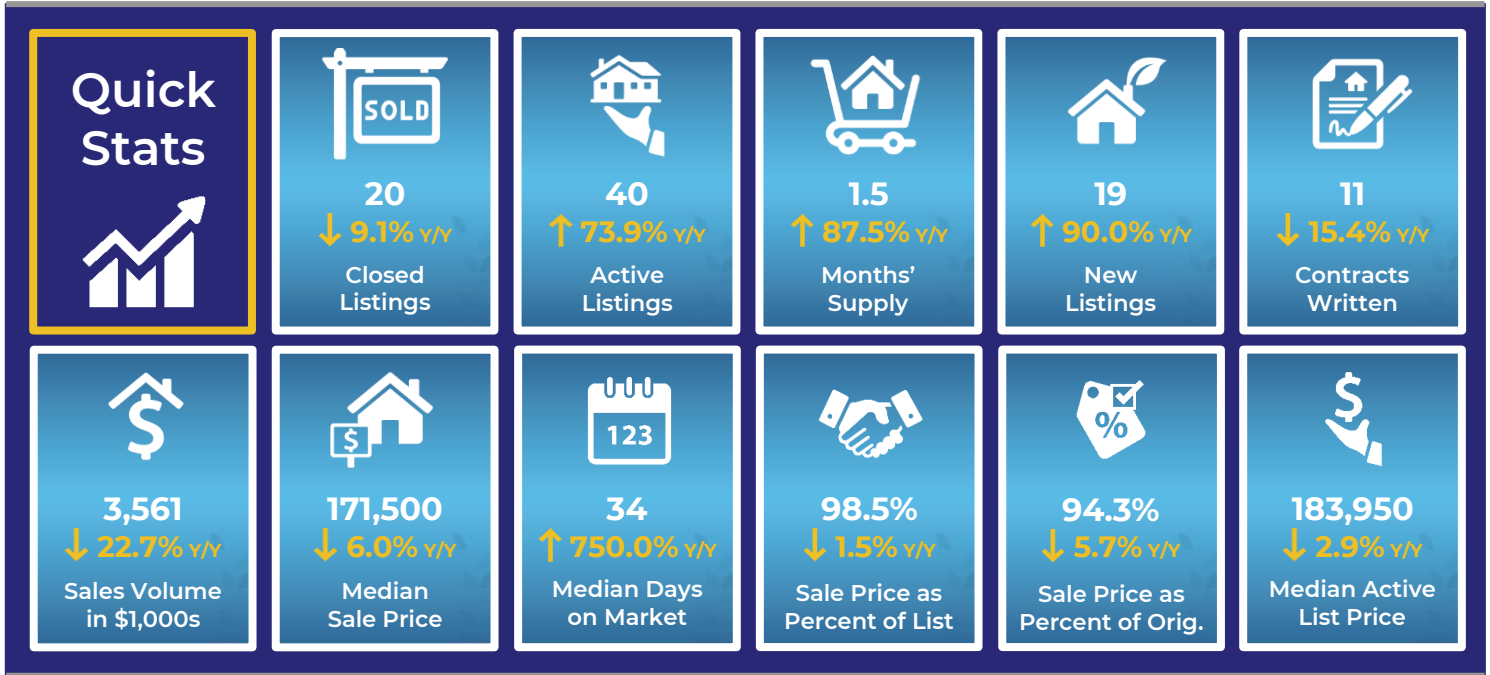 Quick
Stats
SOLD
20
↓ 9.1% Y/Y
Closed
Listings
40
↑ 73.9% Y/Y
Active
Listings
1.5
↑ 87.5% Y/Y
Months’
Supply
19
↑ 90.0% Y/Y
New
Listings
11
↓ 15.4% Y/Y
Contracts
Written
$
3,561
↓ 22.7% Y/Y
Sales Volume
in $1,000s
$
171,500
↓ 6.0% Y/Y
Median
Sale Price
123
34
↑ 750.0% Y/Y
Median Days
on Market
98.5%
↓ 1.5% Y/Y
Sale Price as
Percent of List
%
94.3%
↓ 5.7% Y/Y
Sale Price as
Percent of Orig.
$
183,950
↓ 2.9% Y/Y
Median Active
List Price